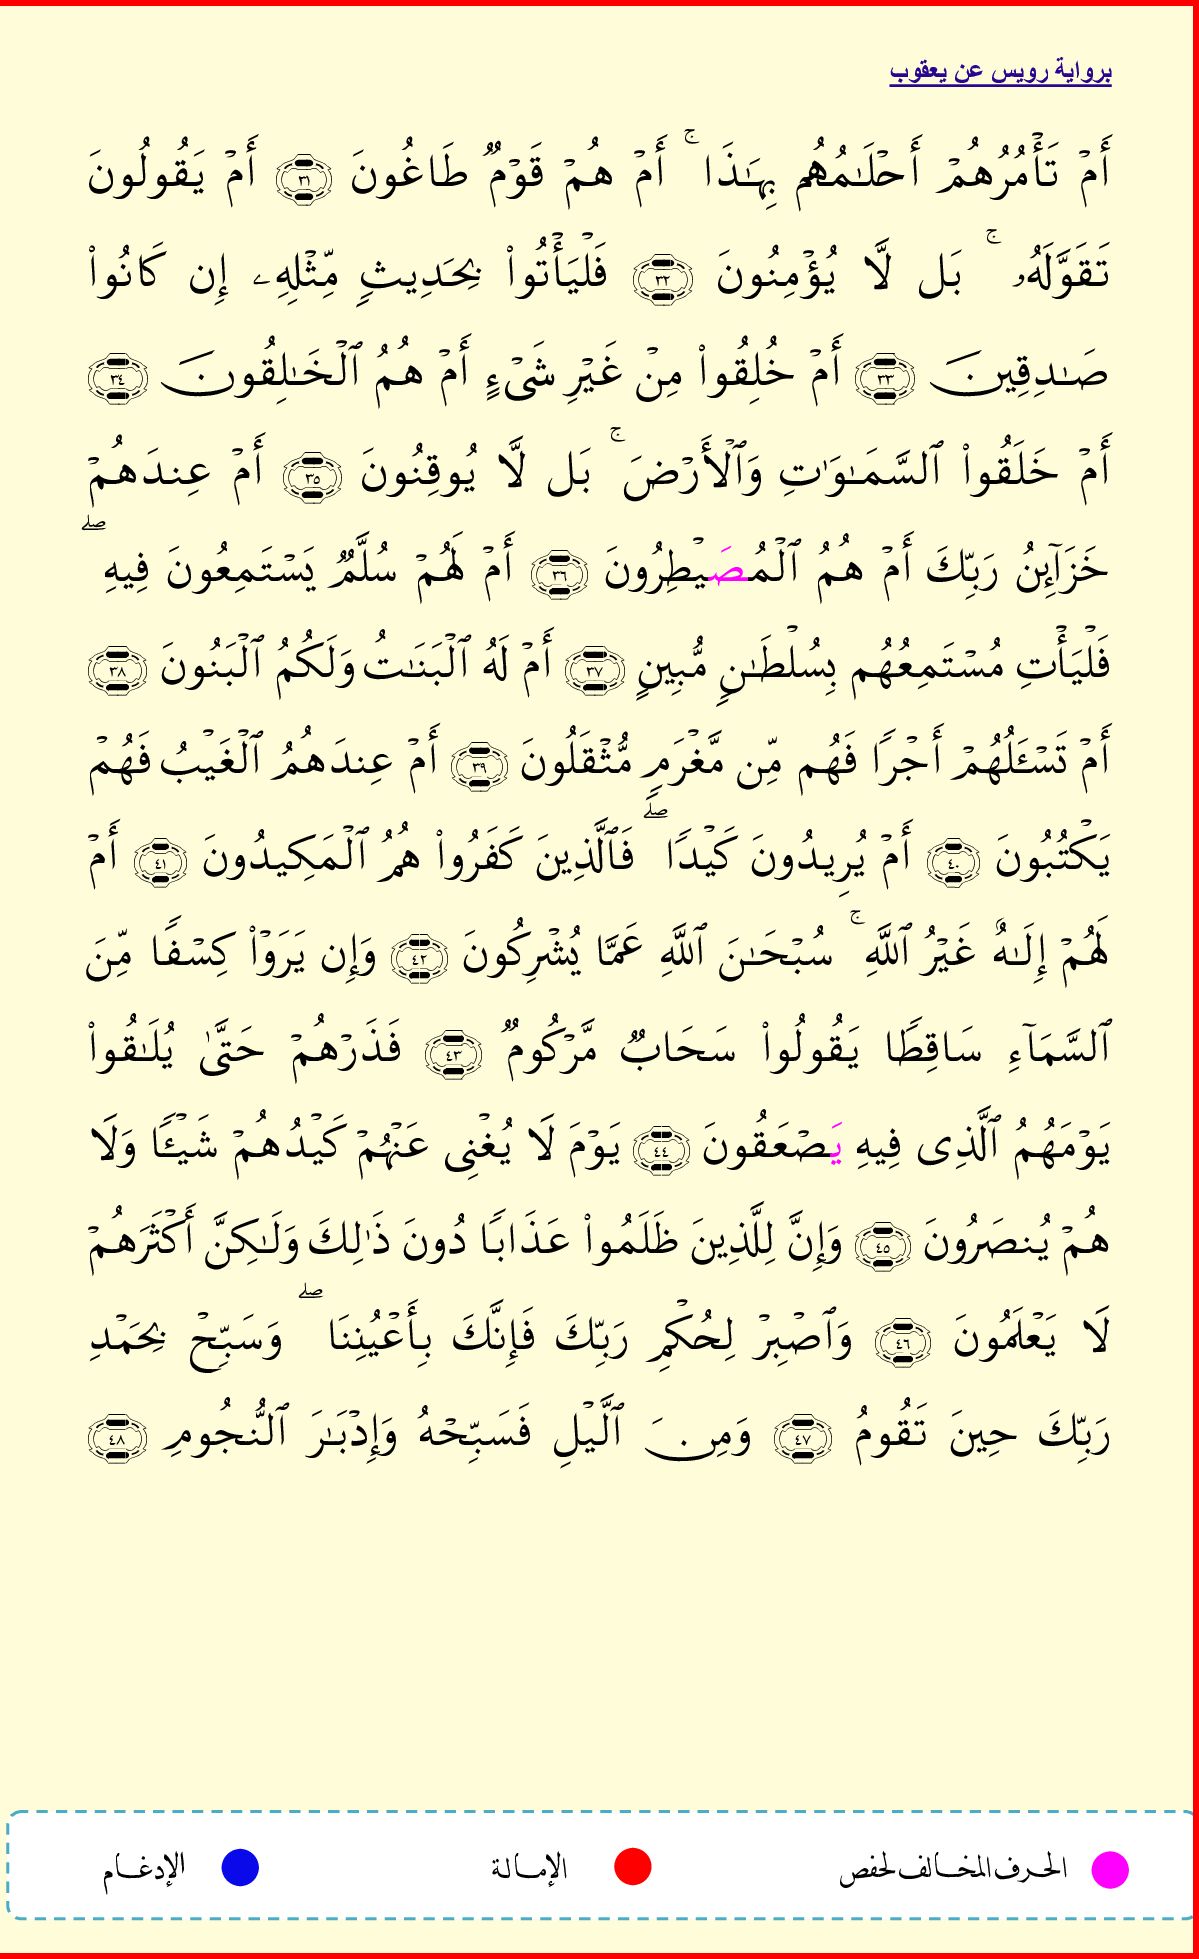 برواية رويس عن يعقوب
أَمۡ تَأۡمُرُهُمۡ أَحۡلَٰمُهُم بِهَٰذَا ۚ أَمۡ هُمۡ قَوۡمٌ طَاغُونَ ٣١ أَمۡ يَقُولُونَ
تَقَوَّلَهُۥ ۚ بَل لَّا يُؤۡمِنُونَ ٣٢ فَلۡيَأۡتُوا۟ بِحَدِيثٍ مِّثۡلِهِۦ إِن كَانُوا۟
صَٰدِقِينَ ٣٣ أَمۡ خُلِقُوا۟ مِنۡ غَيۡرِ شَىۡءٍ أَمۡ هُمُ ٱلۡخَٰلِقُونَ ٣٤
أَمۡ خَلَقُوا۟ ٱلسَّمَٰوَٰتِ وَٱلۡأَرۡضَ ۚ بَل لَّا يُوقِنُونَ ٣٥ أَمۡ عِندَهُمۡ
خَزَآئِنُ رَبِّكَ أَمۡ هُمُ ٱلۡمُصَيۡطِرُونَ ٣٦ أَمۡ لَهُمۡ سُلَّمٌ يَسۡتَمِعُونَ فِيهِ ۖ
فَلۡيَأۡتِ مُسۡتَمِعُهُم بِسُلۡطَٰنٍ مُّبِينٍ ٣٧ أَمۡ لَهُ ٱلۡبَنَٰتُ وَلَكُمُ ٱلۡبَنُونَ ٣٨
أَمۡ تَسۡـَٔلُهُمۡ أَجۡرًا فَهُم مِّن مَّغۡرَمٍ مُّثۡقَلُونَ ٣٩ أَمۡ عِندَهُمُ ٱلۡغَيۡبُ فَهُمۡ
يَكۡتُبُونَ ٤٠ أَمۡ يُرِيدُونَ كَيۡدًا ۖ فَٱلَّذِينَ كَفَرُوا۟ هُمُ ٱلۡمَكِيدُونَ ٤١ أَمۡ
لَهُمۡ إِلَٰهٌ غَيۡرُ ٱللَّهِ ۚ سُبۡحَٰنَ ٱللَّهِ عَمَّا يُشۡرِكُونَ ٤٢ وَإِن يَرَوۡا۟ كِسۡفًا مِّنَ
ٱلسَّمَآءِ سَاقِطًا يَقُولُوا۟ سَحَابٌ مَّرۡكُومٌ ٤٣ فَذَرۡهُمۡ حَتَّىٰ يُلَٰقُوا۟
يَوۡمَهُمُ ٱلَّذِى فِيهِ يَصۡعَقُونَ ٤٤ يَوۡمَ لَا يُغۡنِى عَنۡهُمۡ كَيۡدُهُمۡ شَيۡـًٔا وَلَا
هُمۡ يُنصَرُونَ ٤٥ وَإِنَّ لِلَّذِينَ ظَلَمُوا۟ عَذَابًا دُونَ ذَٰلِكَ وَلَٰكِنَّ أَكۡثَرَهُمۡ
لَا يَعۡلَمُونَ ٤٦ وَٱصۡبِرۡ لِحُكۡمِ رَبِّكَ فَإِنَّكَ بِأَعۡيُنِنَا ۖ وَسَبِّحۡ بِحَمۡدِ
رَبِّكَ حِينَ تَقُومُ ٤٧ وَمِنَ ٱلَّيۡلِ فَسَبِّحۡهُ وَإِدۡبَٰرَ ٱلنُّجُومِ ٤٨
الحرف المخالف لحفص الإمالة الإدغام